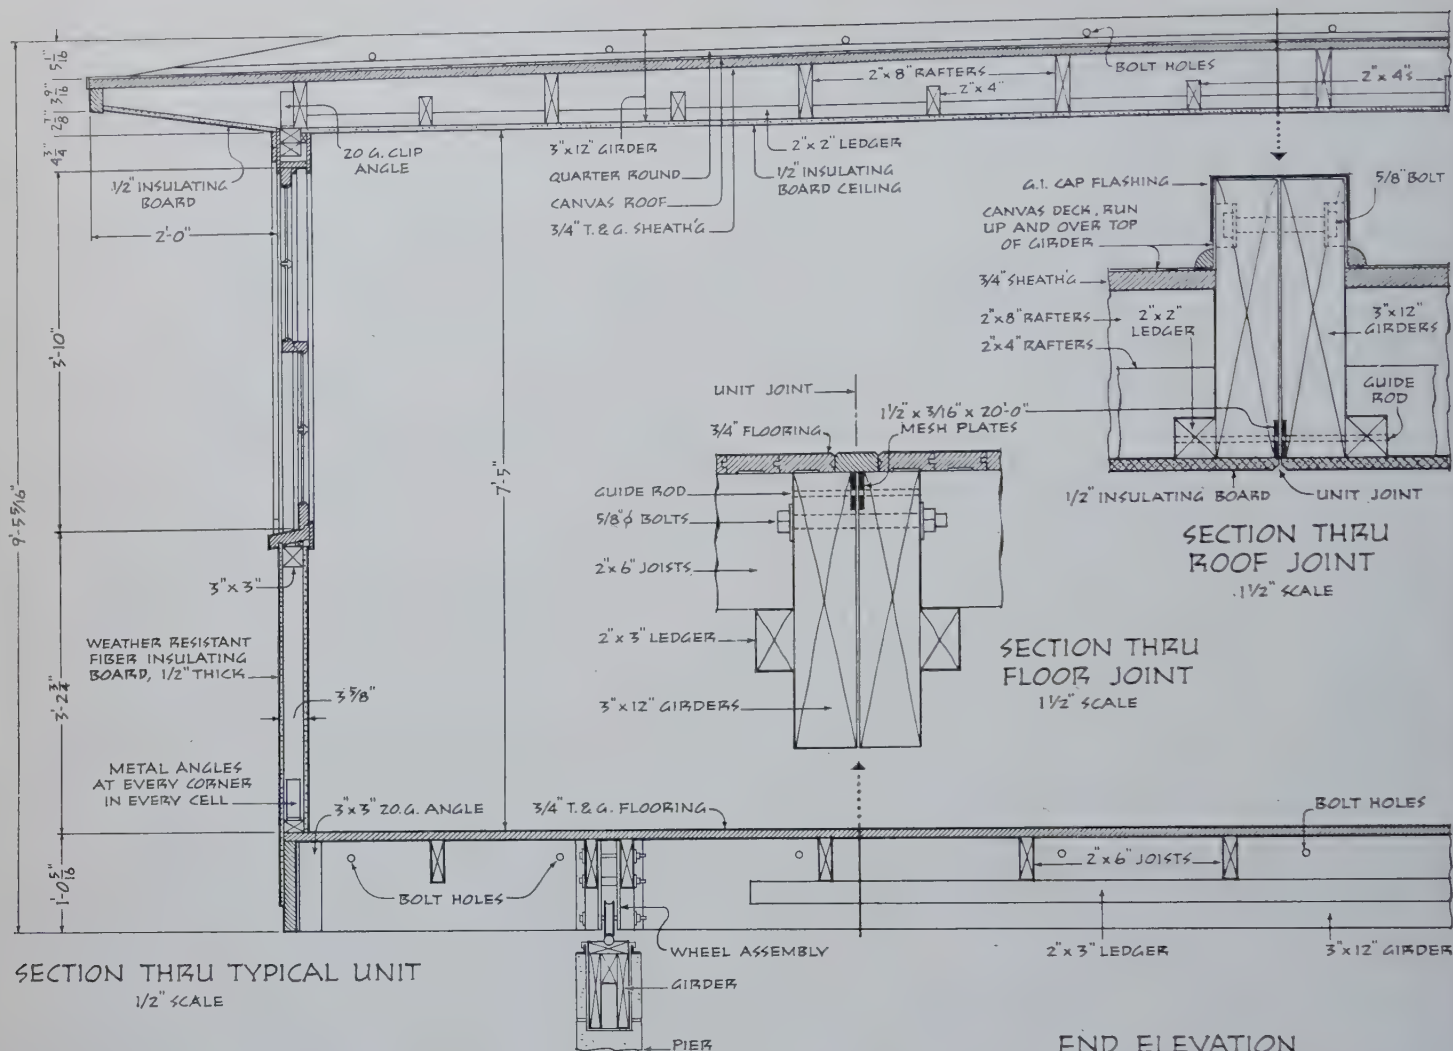 BOLT HOLES
2" x 8" RAFTERS
2" x 4"
2" x 4's
5 1/16"
3 9/16"
2 7/8"
4 3/4"
20 G. CLIP
ANGLE
3" x 12" GIRDER
QUARTER ROUND
CANVAS ROOF
3/4" T. & G. SHEATH'G
2" x 2" LEDGER
1/2" INSULATING
BOARD CEILING
1/2" INSULATING
BOARD
2'-0"
G.I. CAP FLASHING
5/8" BOLT
CANVAS DECK, RUN
UP AND OVER TOP
OF GIRDER
3/4" SHEATH'G
2" x 8" RAFTERS
2" x 2"
LEDGER
3" x 12"
GIRDERS
2" x 4" RAFTERS
GUIDE
ROD
1/2" INSULATING BOARD
UNIT JOINT
SECTION THRU
ROOF JOINT
1 1/2" SCALE
3'-10"
9'-5 5/16"
7'-5"
UNIT JOINT
1 1/2" x 3/16" x 20'-0"
MESH PLATES
3/4" FLOORING
GUIDE ROD
5/8" ϕ BOLTS
2" x 6" JOISTS
2" x 3" LEDGER
3" x 12" GIRDERS
SECTION THRU
FLOOR JOINT
1 1/2" SCALE
3" x 3"
WEATHER RESISTANT
FIBER INSULATING
BOARD, 1/2" THICK
3 5/8"
3'-2 3/4"
METAL ANGLES
AT EVERY CORNER
IN EVERY CELL
3" x 3" 20. G. ANGLE
3/4" T. & G. FLOORING
BOLT HOLES
1'-0 5/16"
BOLT HOLES
2" x 6" JOISTS
WHEEL ASSEMBLY
2" x 3" LEDGER
3" x 12" GIRDER
GIRDER
PIER
SECTION THRU TYPICAL UNIT
1/2" SCALE
END ELEVATION